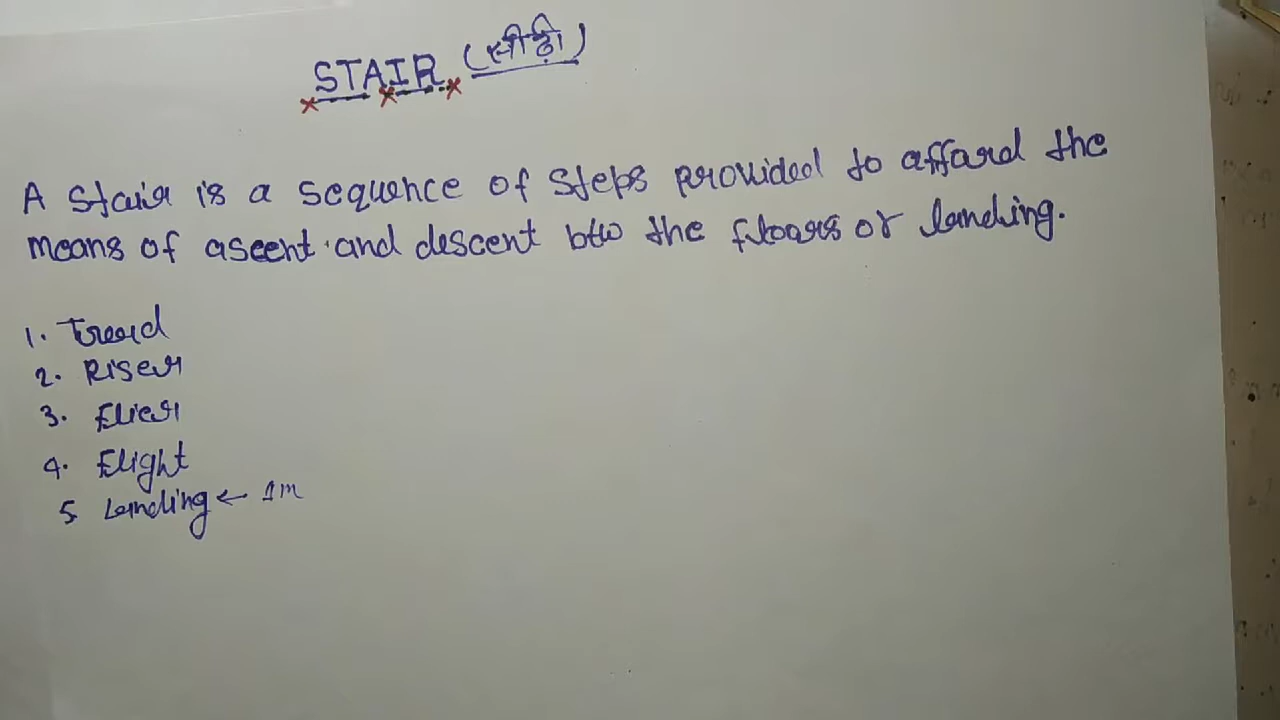 STAIR (सीढ़ी)
A Stair is a sequence of steps provided to affard the
means of ascent and descent btw the floors or landing.
1. Tread
2. Riser
3. Flier
4. Flight
5 Landing ← 1m